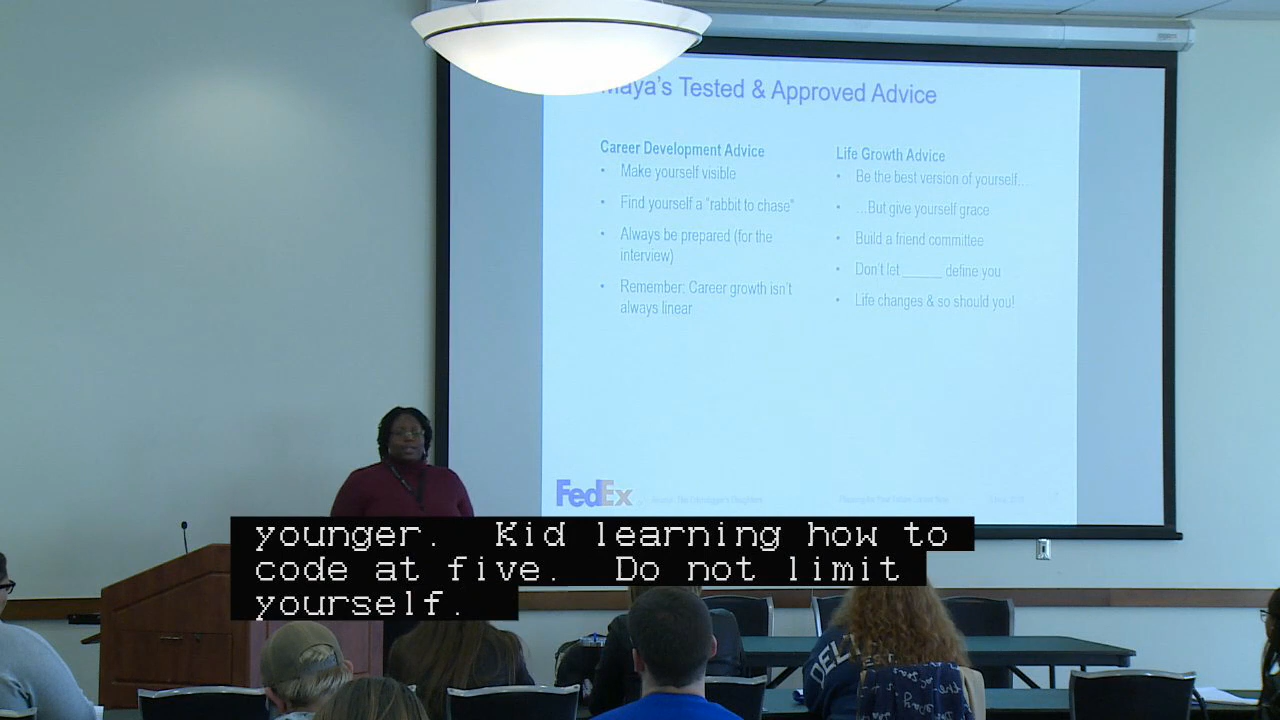 Maya's Tested & Approved Advice
Career Development Advice
• Make yourself visible
• Find yourself a "rabbit to chase"
• Always be prepared (for the
interview)
• Remember: Career growth isn't
always linear
Life Growth Advice
• Be the best version of yourself...
• ...But give yourself grace
• Build a friend committee
• Don't let ______ define you
• Life changes & so should you!
FedEx
younger. Kid learning how to
code at five. Do not limit
yourself.
DELT